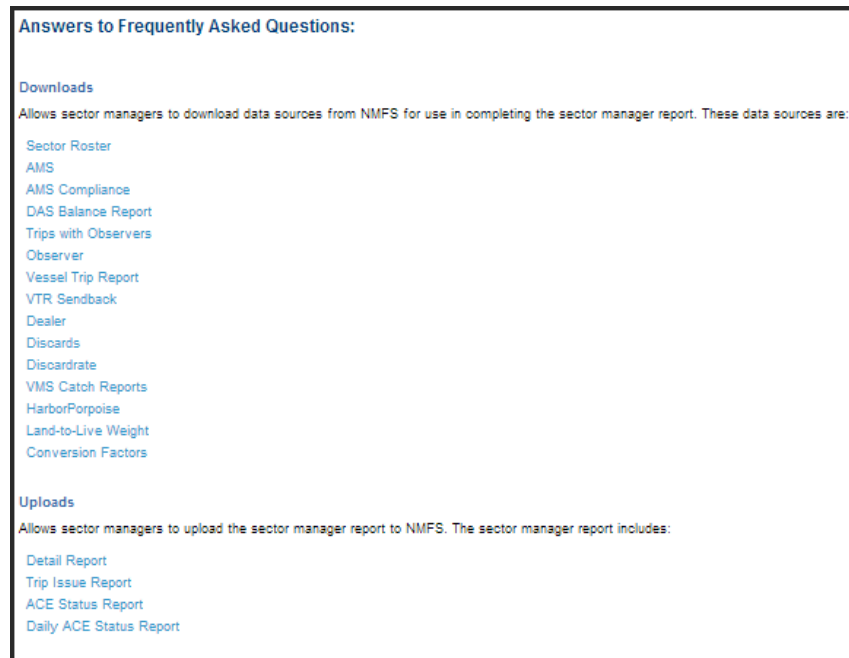 Answers to Frequently Asked Questions:
Downloads
Allows sector managers to download data sources from NMFS for use in completing the sector manager report. These data sources are:
Sector Roster
AMS
AMS Compliance
DAS Balance Report
Trips with Observers
Observer
Vessel Trip Report
VTR Sendback
Dealer
Discards
Discardrate
VMS Catch Reports
HarborPorpoise
Land-to-Live Weight
Conversion Factors
Uploads
Allows sector managers to upload the sector manager report to NMFS. The sector manager report includes:
Detail Report
Trip Issue Report
ACE Status Report
Daily ACE Status Report